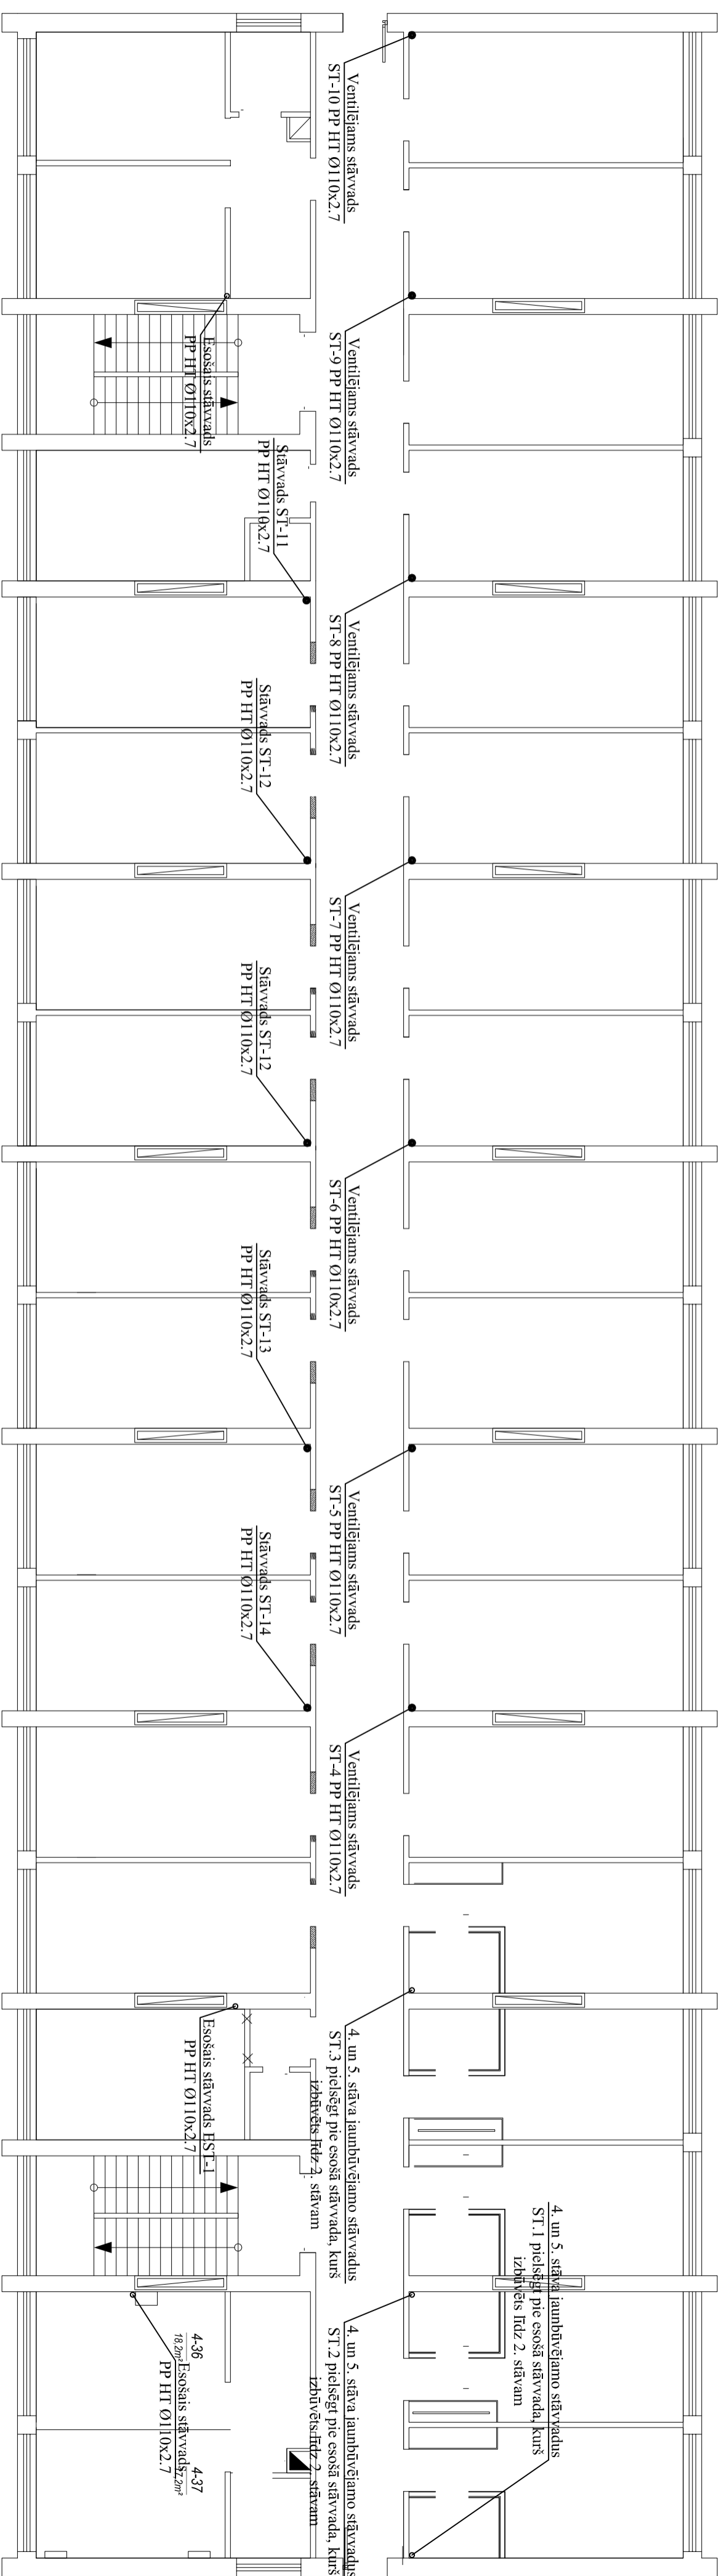 Ventilējams stāvvads
ST-10 PP HT Ø110x2.7
Ventilējams stāvvads
ST-9 PP HT Ø110x2.7
Esošais stāvvads
PP HT Ø110x2.7
Stāvvads ST-11
PP HT Ø110x2.7
Ventilējams stāvvads
ST-8 PP HT Ø110x2.7
Stāvvads ST-12
PP HT Ø110x2.7
Ventilējams stāvvads
ST-7 PP HT Ø110x2.7
Stāvvads ST-12
PP HT Ø110x2.7
Ventilējams stāvvads
ST-6 PP HT Ø110x2.7
Stāvvads ST-13
PP HT Ø110x2.7
Ventilējams stāvvads
ST-5 PP HT Ø110x2.7
Stāvvads ST-14
PP HT Ø110x2.7
Ventilējams stāvvads
ST-4 PP HT Ø110x2.7
4. un 5. stāva jaunbūvējamo stāvvadus
ST.3 pielsēgt pie esošā stāvvada, kurš
izbūvēts līdz 2. stāvam
Esošais stāvvads EST-1
PP HT Ø110x2.7
4. un 5. stāva jaunbūvējamo stāvvadus
ST.1 pielsēgt pie esošā stāvvada, kurš
izbūvēts līdz 2. stāvam
4. un 5. stāva jaunbūvējamo stāvvadus
ST.2 pielsēgt pie esošā stāvvada, kurš
izbūvēts līdz 2. stāvam
4-36
18.2m²
Esošais stāvvads
PP HT Ø110x2.7
4-37
17.2m²